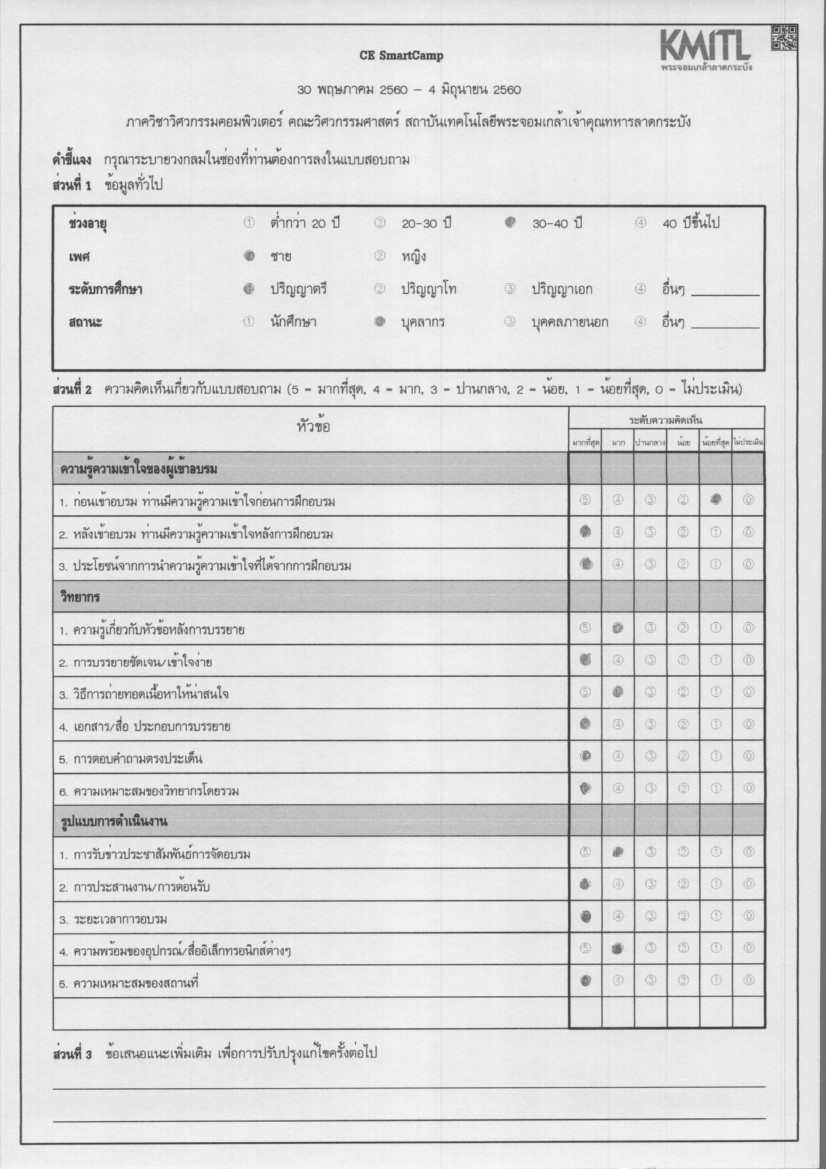 KMITL
พระจอมเกล้าลาดกระบัง
CE SmartCamp
30 พฤษภาคม 2560 - 4 มิถุนายน 2560
ภาควิชาวิศวกรรมคอมพิวเตอร์ คณะวิศวกรรมศาสตร์ สถาบันเทคโนโลยีพระจอมเกล้าเจ้าคุณทหารลาดกระบัง
คำชี้แจง กรุณาระบายวงกลมในช่องที่ท่านต้องการลงในแบบสอบถาม
ส่วนที่ 1 ข้อมูลทั่วไป
ช่วงอายุ ① ต่ำกว่า 20 ปี ② 20-30 ปี 30-40 ปี ④ 40 ปีขึ้นไป
เพศ ชาย ② หญิง
ระดับการศึกษา ปริญญาตรี ② ปริญญาโท ③ ปริญญาเอก ④ อื่นๆ
สถานะ ① นักศึกษา บุคลากร ③ บุคคลภายนอก ④ อื่นๆ
ส่วนที่ 2 ความคิดเห็นเกี่ยวกับแบบสอบถาม (5 = มากที่สุด, 4 = มาก, 3 = ปานกลาง, 2 = น้อย, 1 = น้อยที่สุด, 0 = ไม่ประเมิน)
หัวข้อ ระดับความคิดเห็น
มากที่สุด มาก ปานกลาง น้อย น้อยที่สุด ไม่ประเมิน
ความรู้ความเข้าใจของผู้เข้าอบรม
1. ก่อนเข้าอบรม ท่านมีความรู้ความเข้าใจก่อนการฝึกอบรม ⑤ ④ ③ ② ⓪
2. หลังเข้าอบรม ท่านมีความรู้ความเข้าใจหลังการฝึกอบรม ④ ③ ② ① ⓪
3. ประโยชน์จากการนำความรู้ความเข้าใจที่ได้จากการฝึกอบรม ④ ③ ② ① ⓪
วิทยากร
1. ความรู้เกี่ยวกับหัวข้อหลังการบรรยาย ⑤ ③ ② ① ⓪
2. การบรรยายชัดเจน/เข้าใจง่าย ④ ③ ② ① ⓪
3. วิธีการถ่ายทอดเนื้อหาให้น่าสนใจ ⑤ ③ ② ① ⓪
4. เอกสาร/สื่อ ประกอบการบรรยาย ④ ③ ② ① ⓪
5. การตอบคำถามตรงประเด็น ④ ③ ② ① ⓪
6. ความเหมาะสมของวิทยากรโดยรวม ④ ③ ② ① ⓪
รูปแบบการดำเนินงาน
1. การรับข่าวประชาสัมพันธ์การจัดอบรม ⑤ ③ ② ① ⓪
2. การประสานงาน/การต้อนรับ ④ ③ ② ① ⓪
3. ระยะเวลาการอบรม ④ ③ ② ① ⓪
4. ความพร้อมของอุปกรณ์/สื่ออิเล็กทรอนิกส์ต่างๆ ⑤ ③ ② ① ⓪
5. ความเหมาะสมของสถานที่ ④ ③ ② ① ⓪
ส่วนที่ 3 ข้อเสนอแนะเพิ่มเติม เพื่อการปรับปรุงแก้ไขครั้งต่อไป